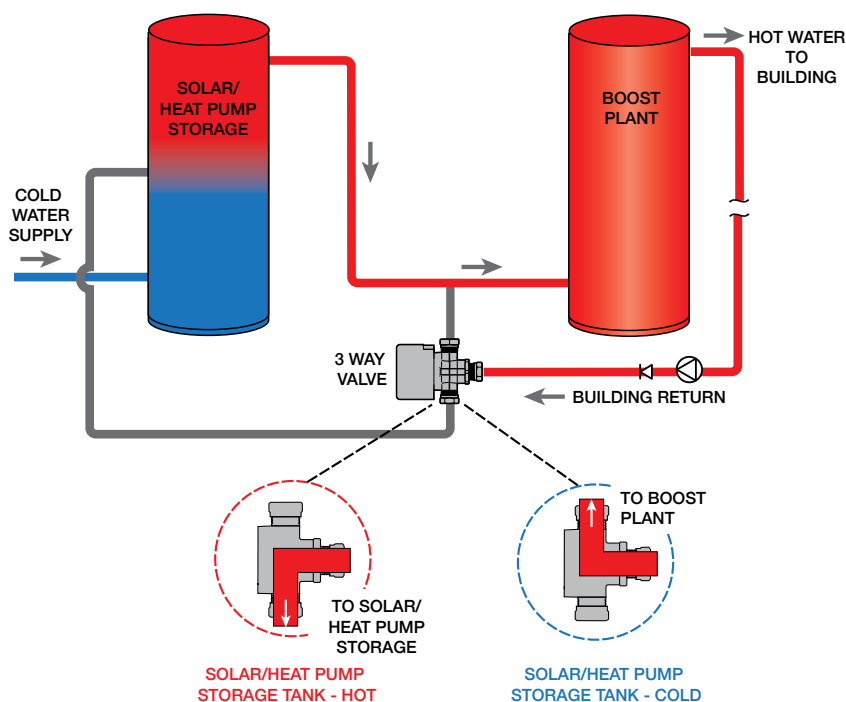 SOLAR/
HEAT PUMP
STORAGE
BOOST
PLANT
HOT WATER
TO
BUILDING
COLD
WATER
SUPPLY
3 WAY
VALVE
BUILDING RETURN
TO SOLAR/
HEAT PUMP
STORAGE
TO BOOST
PLANT
SOLAR/HEAT PUMP
STORAGE TANK - HOT
SOLAR/HEAT PUMP
STORAGE TANK - COLD